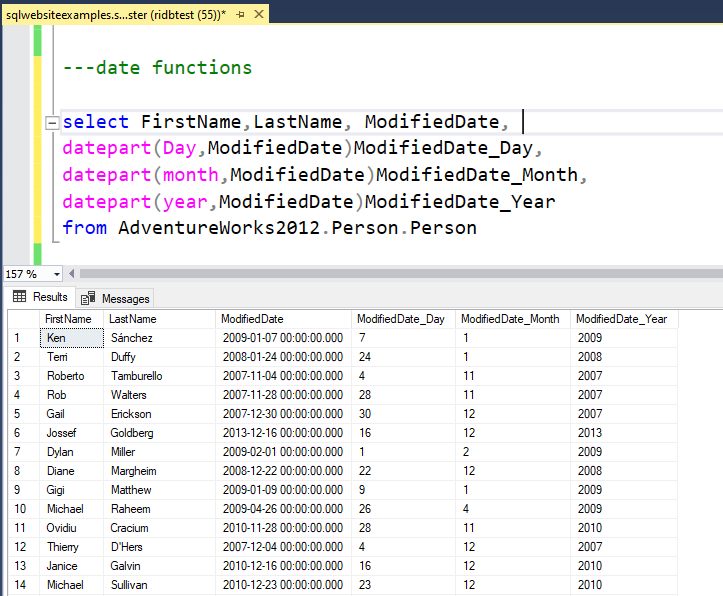 sqlwebsiteexamples.s...ster (ridbtest (55))*
---date functions
select FirstName,LastName, ModifiedDate,
datepart(Day,ModifiedDate)ModifiedDate_Day,
datepart(month,ModifiedDate)ModifiedDate_Month,
datepart(year,ModifiedDate)ModifiedDate_Year
from AdventureWorks2012.Person.Person
157 %
Results Messages
FirstName LastName ModifiedDate ModifiedDate_Day ModifiedDate_Month ModifiedDate_Year
1 Ken Sánchez 2009-01-07 00:00:00.000 7 1 2009
2 Terri Duffy 2008-01-24 00:00:00.000 24 1 2008
3 Roberto Tamburello 2007-11-04 00:00:00.000 4 11 2007
4 Rob Walters 2007-11-28 00:00:00.000 28 11 2007
5 Gail Erickson 2007-12-30 00:00:00.000 30 12 2007
6 Jossef Goldberg 2013-12-16 00:00:00.000 16 12 2013
7 Dylan Miller 2009-02-01 00:00:00.000 1 2 2009
8 Diane Margheim 2008-12-22 00:00:00.000 22 12 2008
9 Gigi Matthew 2009-01-09 00:00:00.000 9 1 2009
10 Michael Raheem 2009-04-26 00:00:00.000 26 4 2009
11 Ovidiu Cracium 2010-11-28 00:00:00.000 28 11 2010
12 Thierry D'Hers 2007-12-04 00:00:00.000 4 12 2007
13 Janice Galvin 2010-12-16 00:00:00.000 16 12 2010
14 Michael Sullivan 2010-12-23 00:00:00.000 23 12 2010